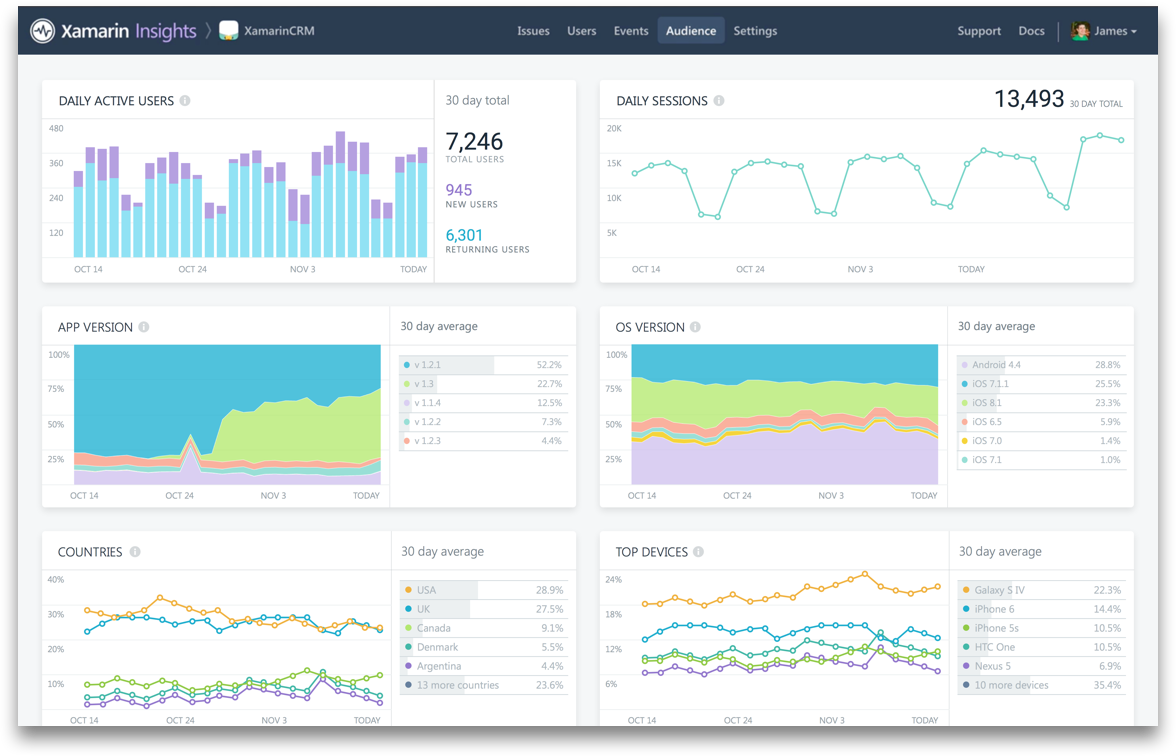 Xamarin Insights XamarinCRM Issues Users Events Audience Settings Support Docs James
DAILY ACTIVE USERS
30 day total
480
360
240
120
OCT 14 OCT 24 NOV 3 TODAY
7,246
TOTAL USERS
945
NEW USERS
6,301
RETURNING USERS
DAILY SESSIONS
13,493 30 DAY TOTAL
20K
15K
10K
5K
OCT 14 OCT 24 NOV 3 TODAY
APP VERSION
30 day average
100%
75%
50%
25%
OCT 14 OCT 24 NOV 3 TODAY
v 1.2.1 52.2%
v 1.3 22.7%
v 1.1.4 12.5%
v 1.2.2 7.3%
v 1.2.3 4.4%
OS VERSION
30 day average
100%
75%
50%
25%
OCT 14 OCT 24 NOV 3 TODAY
Android 4.4 28.8%
iOS 7.1.1 25.5%
iOS 8.1 23.3%
iOS 6.5 5.9%
iOS 7.0 1.4%
iOS 7.1 1.0%
COUNTRIES
30 day average
40%
30%
20%
10%
OCT 14 OCT 24 NOV 3 TODAY
USA 28.9%
UK 27.5%
Canada 9.1%
Denmark 5.5%
Argentina 4.4%
13 more countries 23.6%
TOP DEVICES
30 day average
24%
18%
12%
6%
OCT 14 OCT 24 NOV 3 TODAY
Galaxy S IV 22.3%
iPhone 6 14.4%
iPhone 5s 10.5%
HTC One 10.5%
Nexus 5 6.9%
10 more devices 35.4%